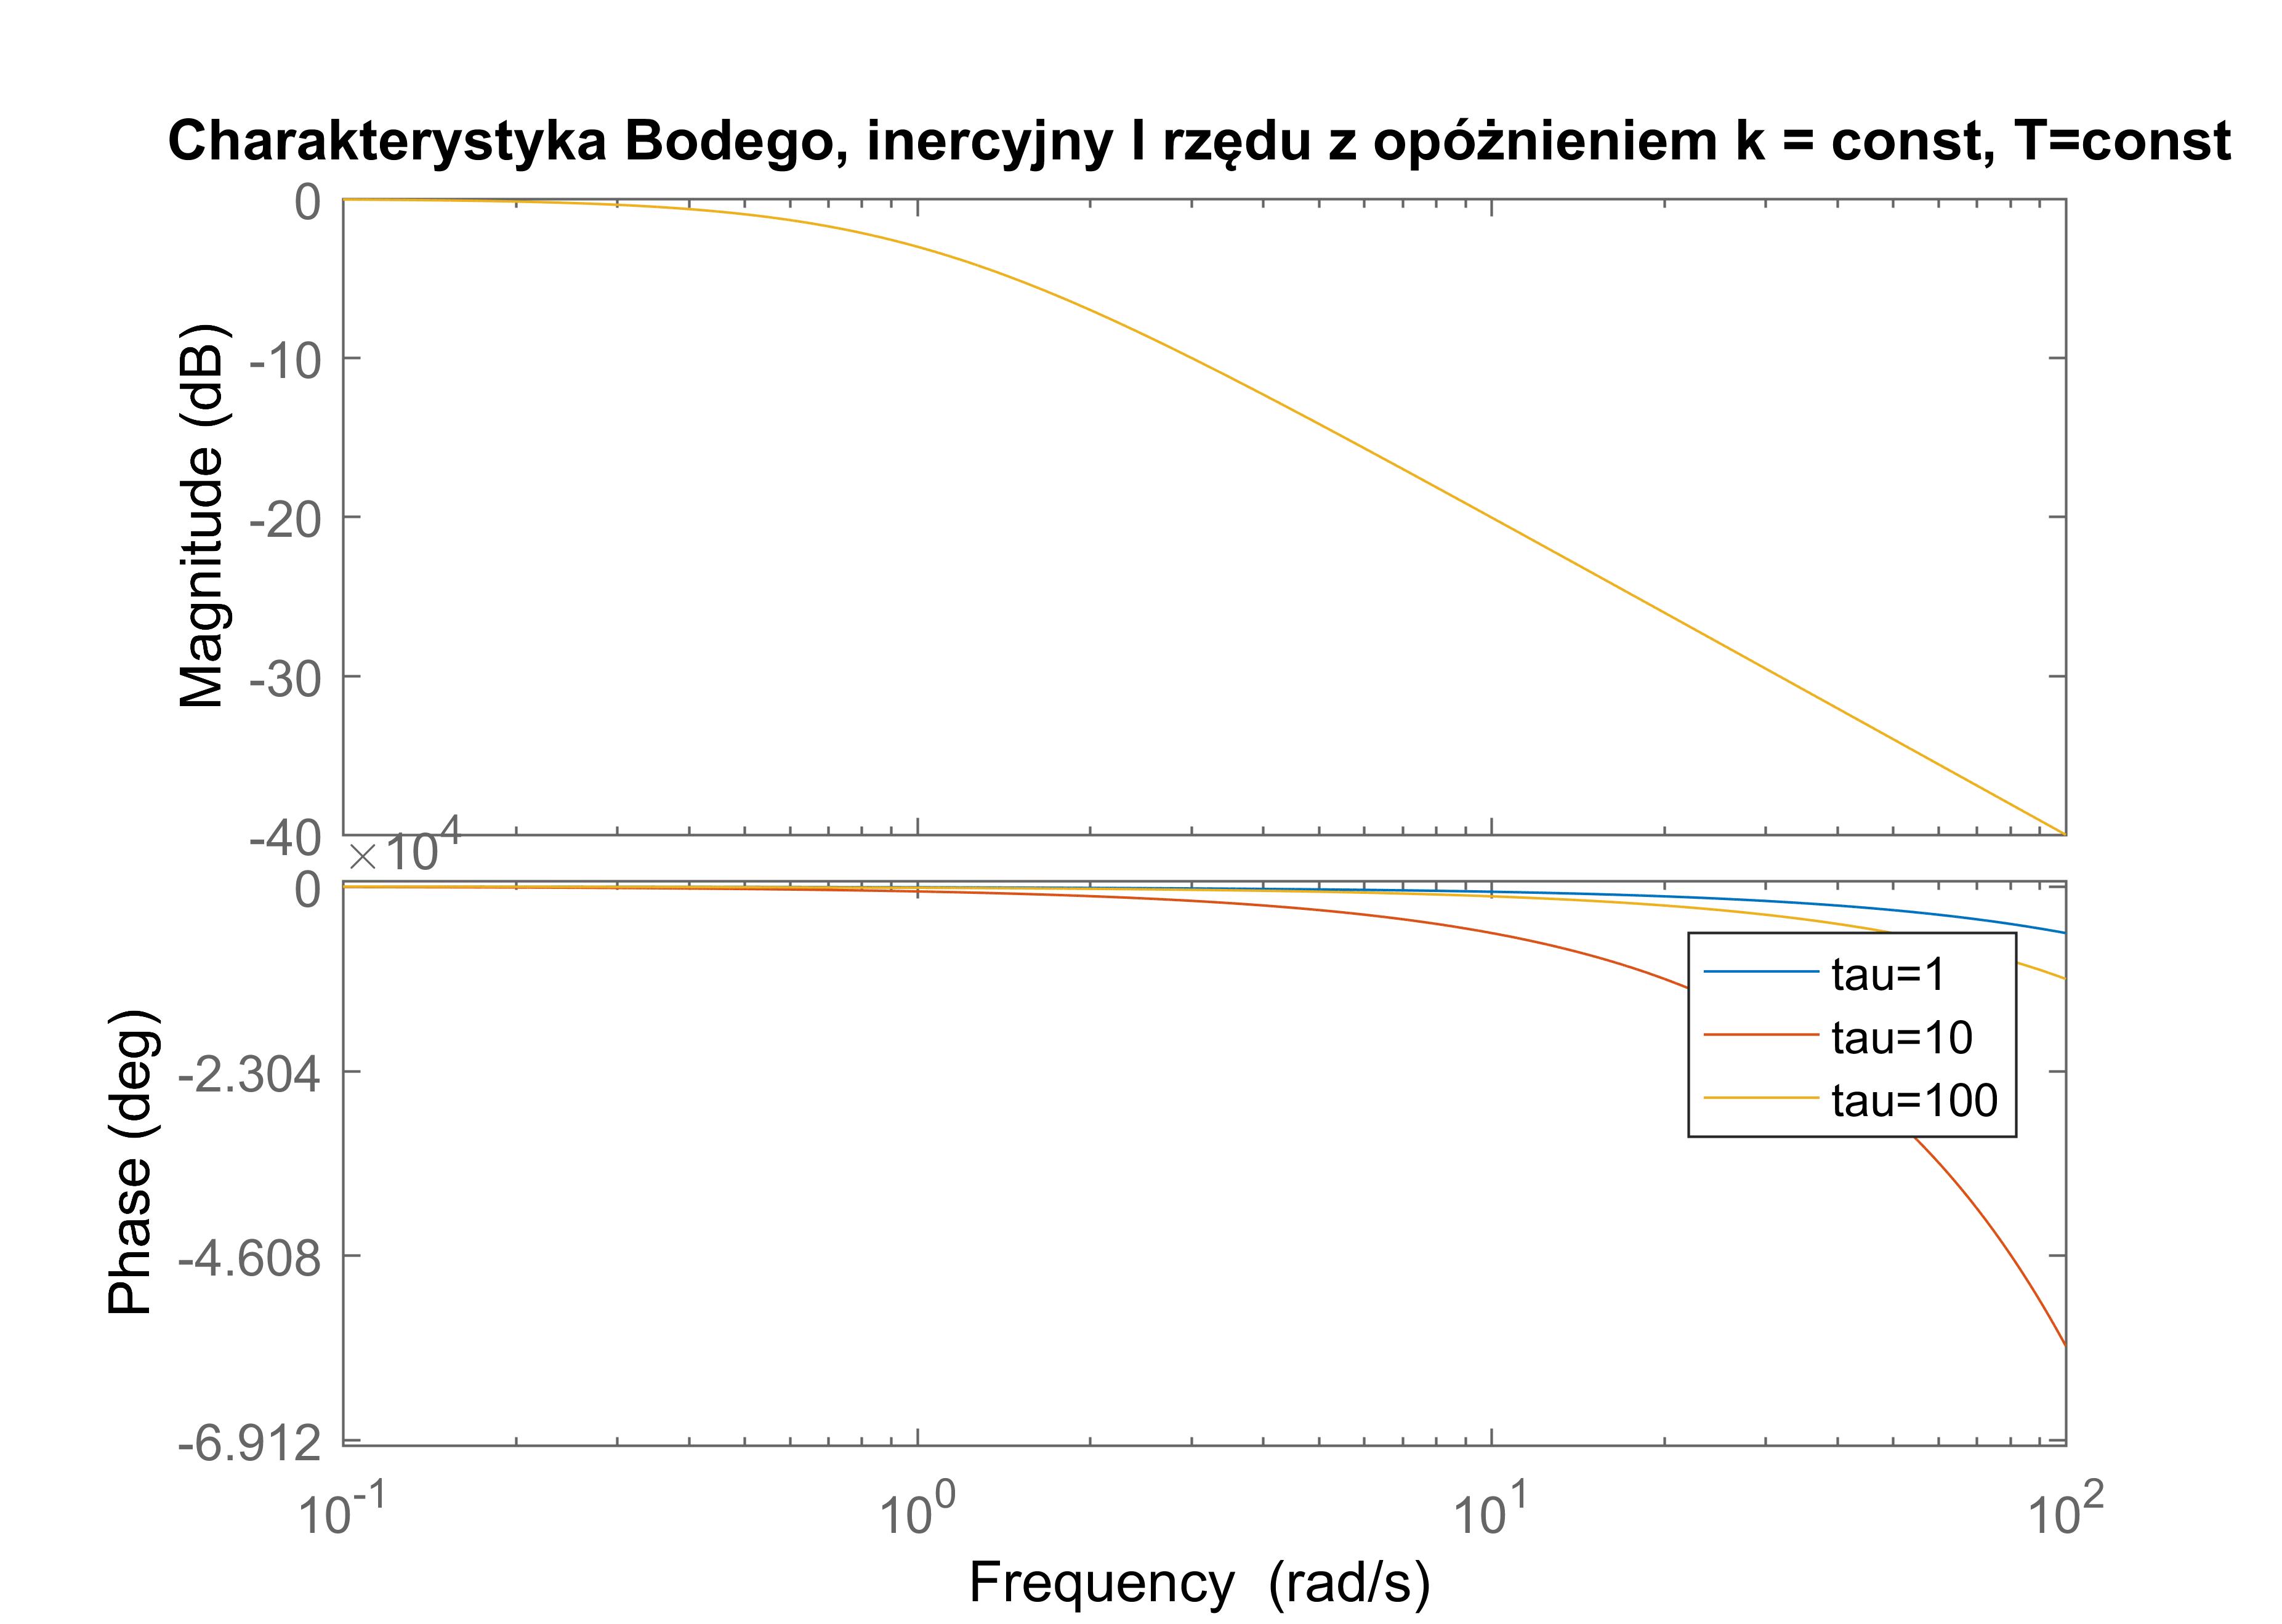 Charakterystyka Bodego, inercyjny I rzędu z opóżnieniem k = const, T=const
Magnitude (dB)
0
-10
-20
-30
-40
×10^4
Phase (deg)
0
-2.304
-4.608
-6.912
tau=1
tau=10
tau=100
10^-1 10^0 10^1 10^2
Frequency (rad/s)